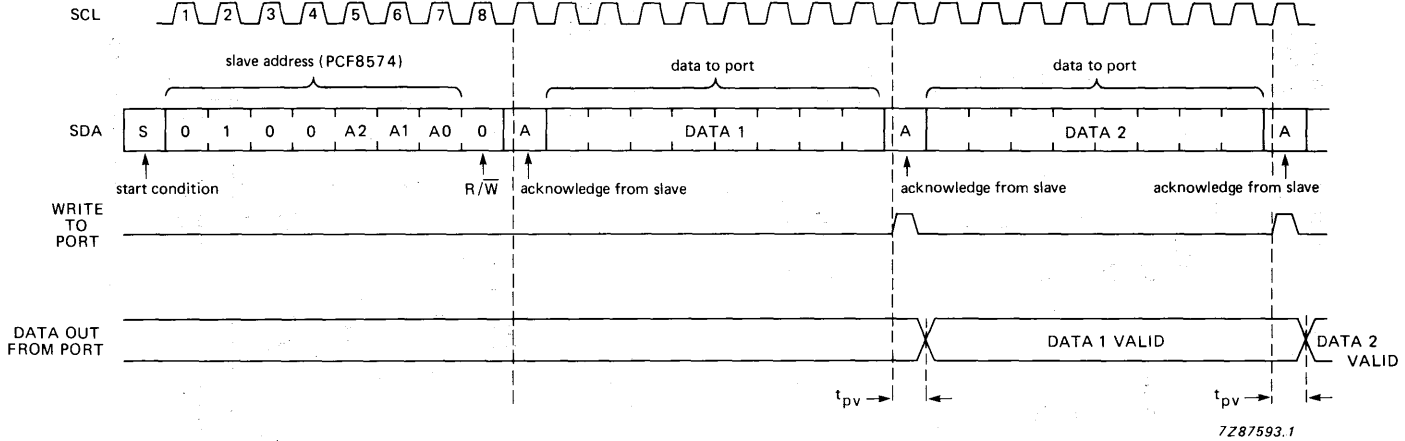 SCL
1 2 3 4 5 6 7 8
slave address (PCF8574)
data to port
data to port
SDA
S 0 1 0 0 A2 A1 A0 0 A DATA 1 A DATA 2 A
start condition
R/W̅
acknowledge from slave
acknowledge from slave
acknowledge from slave
WRITE
TO
PORT
DATA OUT
FROM PORT
DATA 1 VALID
DATA 2
VALID
tpv
tpv
7Z87593.1